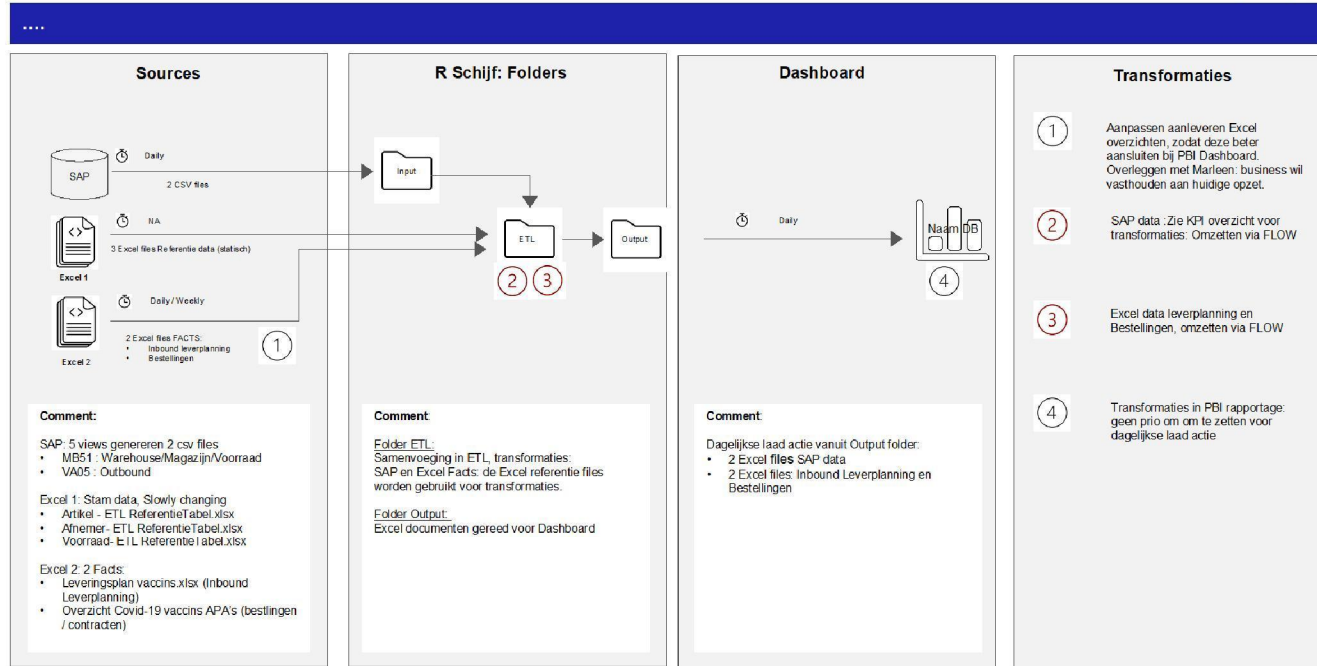 ....
Sources
SAP
Daily
2 CSV files
Excel 1
NA
3 Excel files Referentie data (statisch)
Excel 2
Daily / Weekly
2 Excel files FACTS:
• Inbound leverplanning
• Bestellingen
1
Comment:
SAP: 5 views genereren 2 csv files
• MB51 : Warehouse/Magazijn/Voorraad
• VA05 : Outbound
Excel 1: Stam data, Slowly changing
• Artikel - ETL ReferentieTabel.xlsx
• Afnemer- ETL ReferentieTabel.xlsx
• Voorraad- ETL ReferentieTabel.xlsx
Excel 2: 2 Facts:
• Leveringsplan vaccins.xlsx (Inbound
Leverplanning)
• Overzicht Covid-19 vaccins APA's (bestlingen
/ contracten)
R Schijf: Folders
Input
ETL
Output
2 3
Comment:
Folder ETL:
Samenvoeging in ETL, transformaties:
SAP en Excel Facts: de Excel referentie files
worden gebruikt voor transformaties.
Folder Output:
Excel documenten gereed voor Dashboard
Dashboard
Daily
Naam DB
4
Comment:
Dagelijkse laad actie vanuit Output folder:
• 2 Excel files SAP data
• 2 Excel files: Inbound Leverplanning en
Bestellingen
Transformaties
1
Aanpassen aanleveren Excel
overzichten, zodat deze beter
aansluiten bij PBI Dashboard.
Overleggen met Marleen: business wil
vasthouden aan huidige opzet.
2
SAP data :Zie KPI overzicht voor
transformaties: Omzetten via FLOW
3
Excel data leverplanning en
Bestellingen, omzetten via FLOW
4
Transformaties in PBI rapportage:
geen prio om om te zetten voor
dagelijkse laad actie